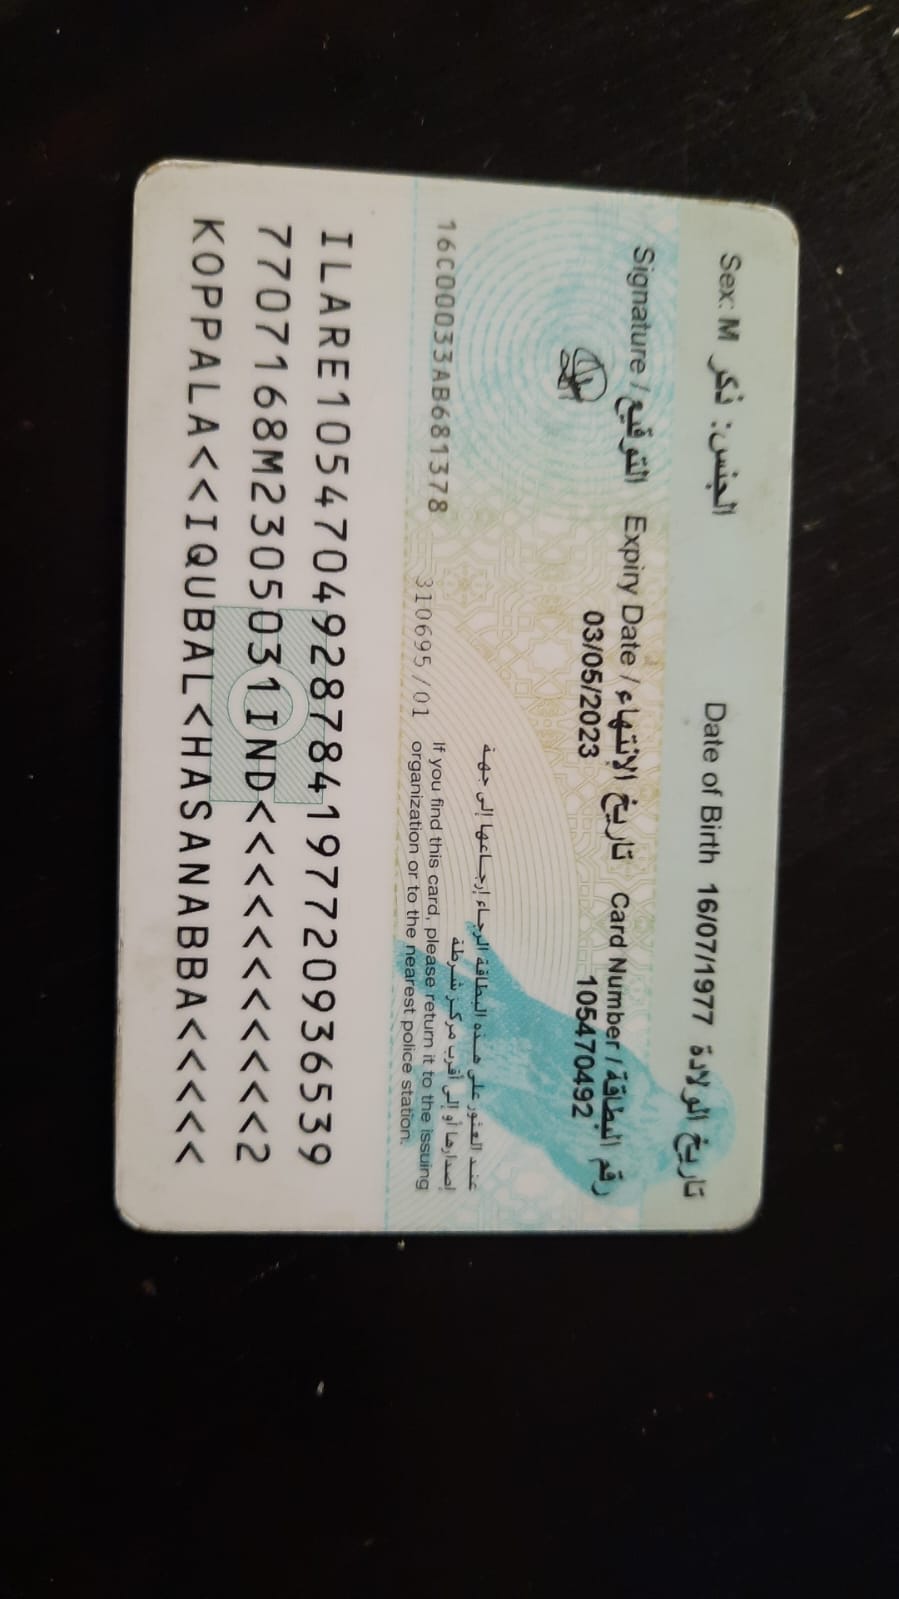 Sex: M الجنس: ذكر Date of Birth 16/07/1977 تاريخ الولادة
Signature / التوقيع Expiry Date / تاريخ الإنتهاء Card Number / رقم البطاقة
03/05/2023 105470492
عند العثور على هذه البطاقة الرجاء إرجاعها إلى جهة
إصدارها أو إلى أقرب مركز شرطة
16C00033AB681378 310695/01 If you find this card, please return it to the issuing
organization or to the nearest police station.
ILARE1054704928784197720936539
7707168M2305031IND<<<<<<<<<<<2
KOPPALA<<IQUBAL<HASANABBA<<<<<